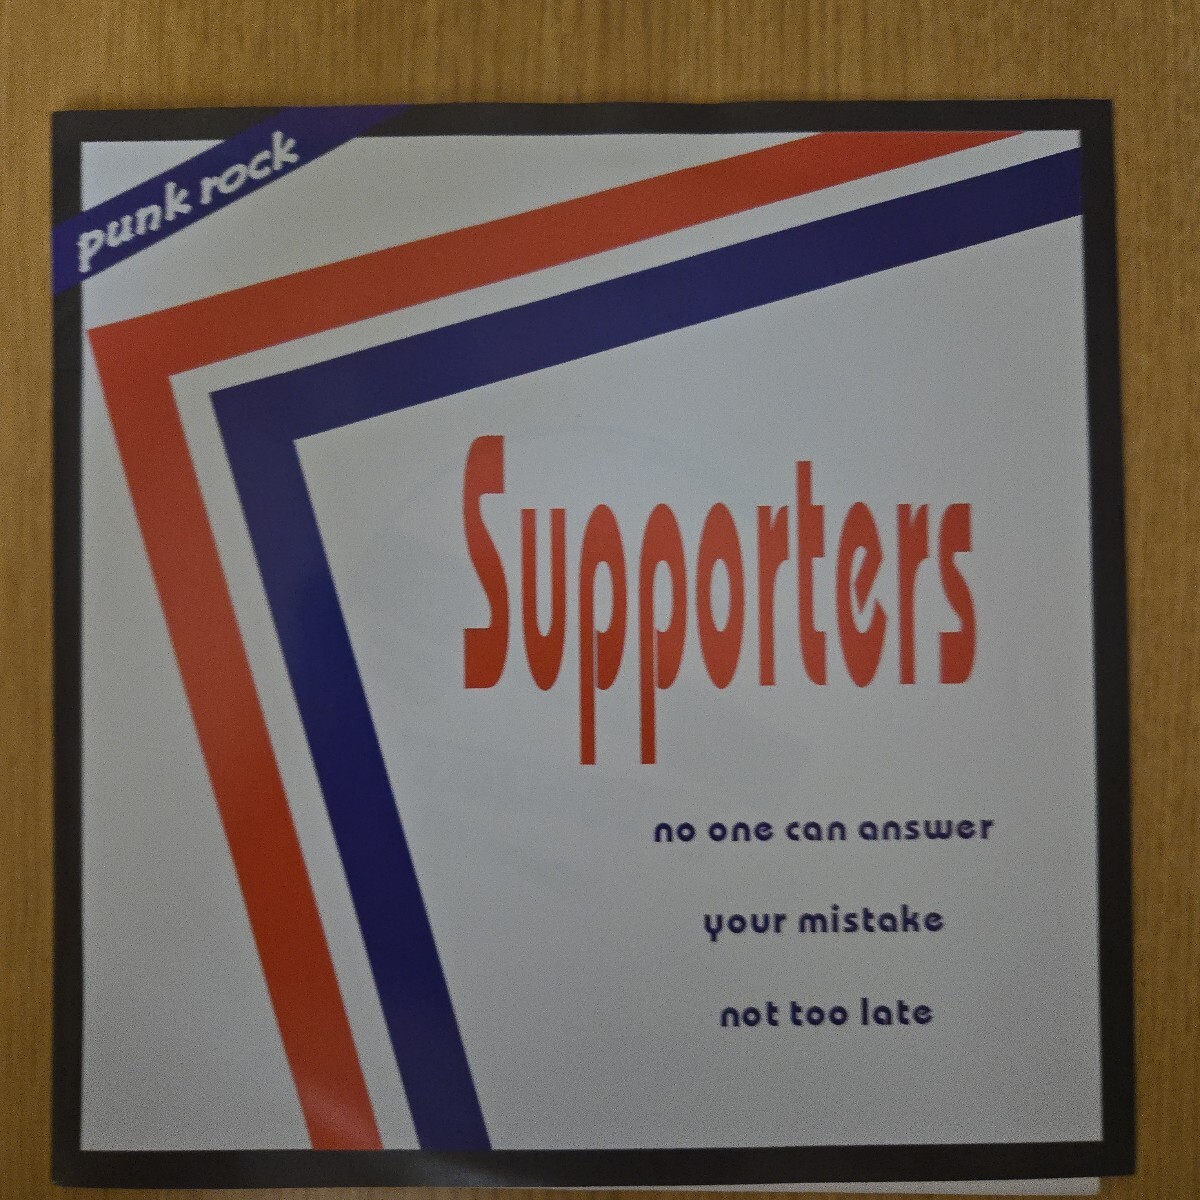 punk rock
Supporters
no one can answer
your mistake
not too late